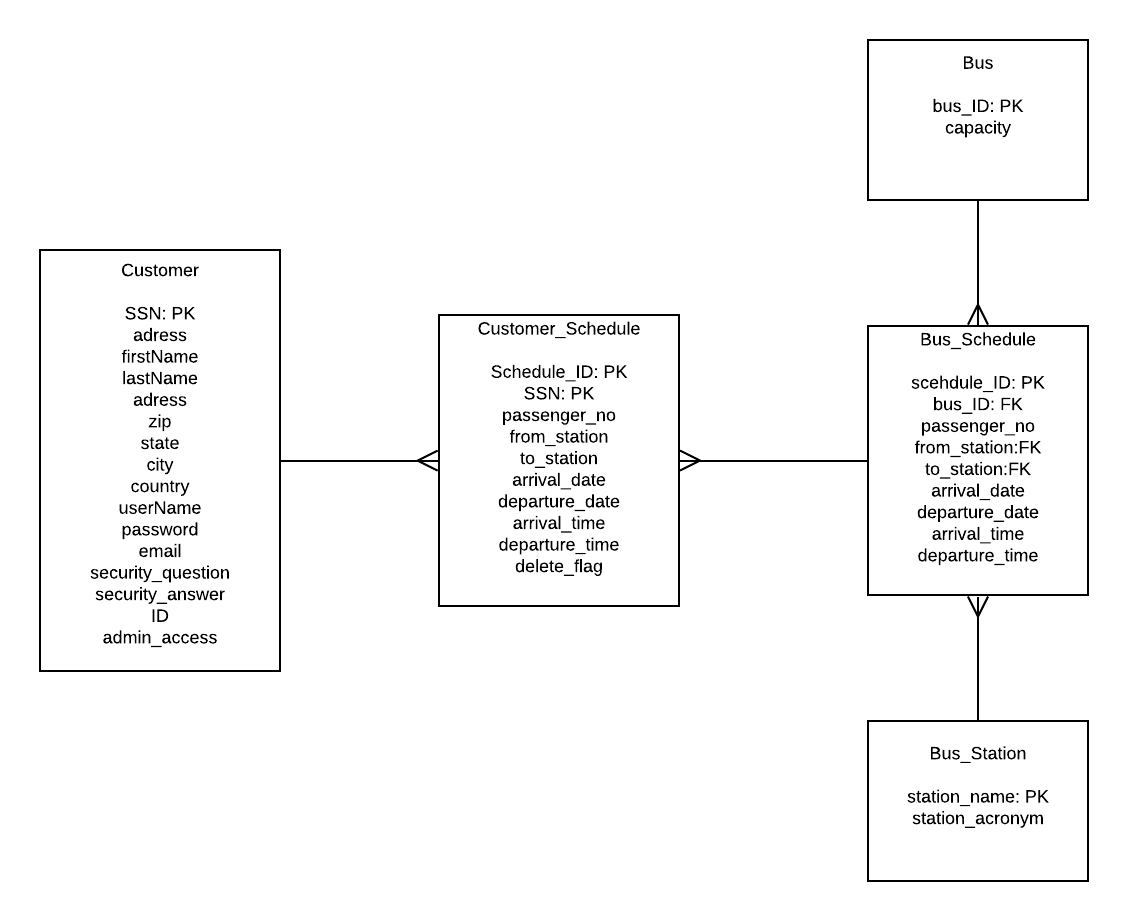 Bus
bus_ID: PK
capacity
Customer
SSN: PK
adress
firstName
lastName
adress
zip
state
city
country
userName
password
email
security_question
security_answer
ID
admin_access
Customer_Schedule
Schedule_ID: PK
SSN: PK
passenger_no
from_station
to_station
arrival_date
departure_date
arrival_time
departure_time
delete_flag
Bus_Schedule
scehdule_ID: PK
bus_ID: FK
passenger_no
from_station:FK
to_station:FK
arrival_date
departure_date
arrival_time
departure_time
Bus_Station
station_name: PK
station_acronym